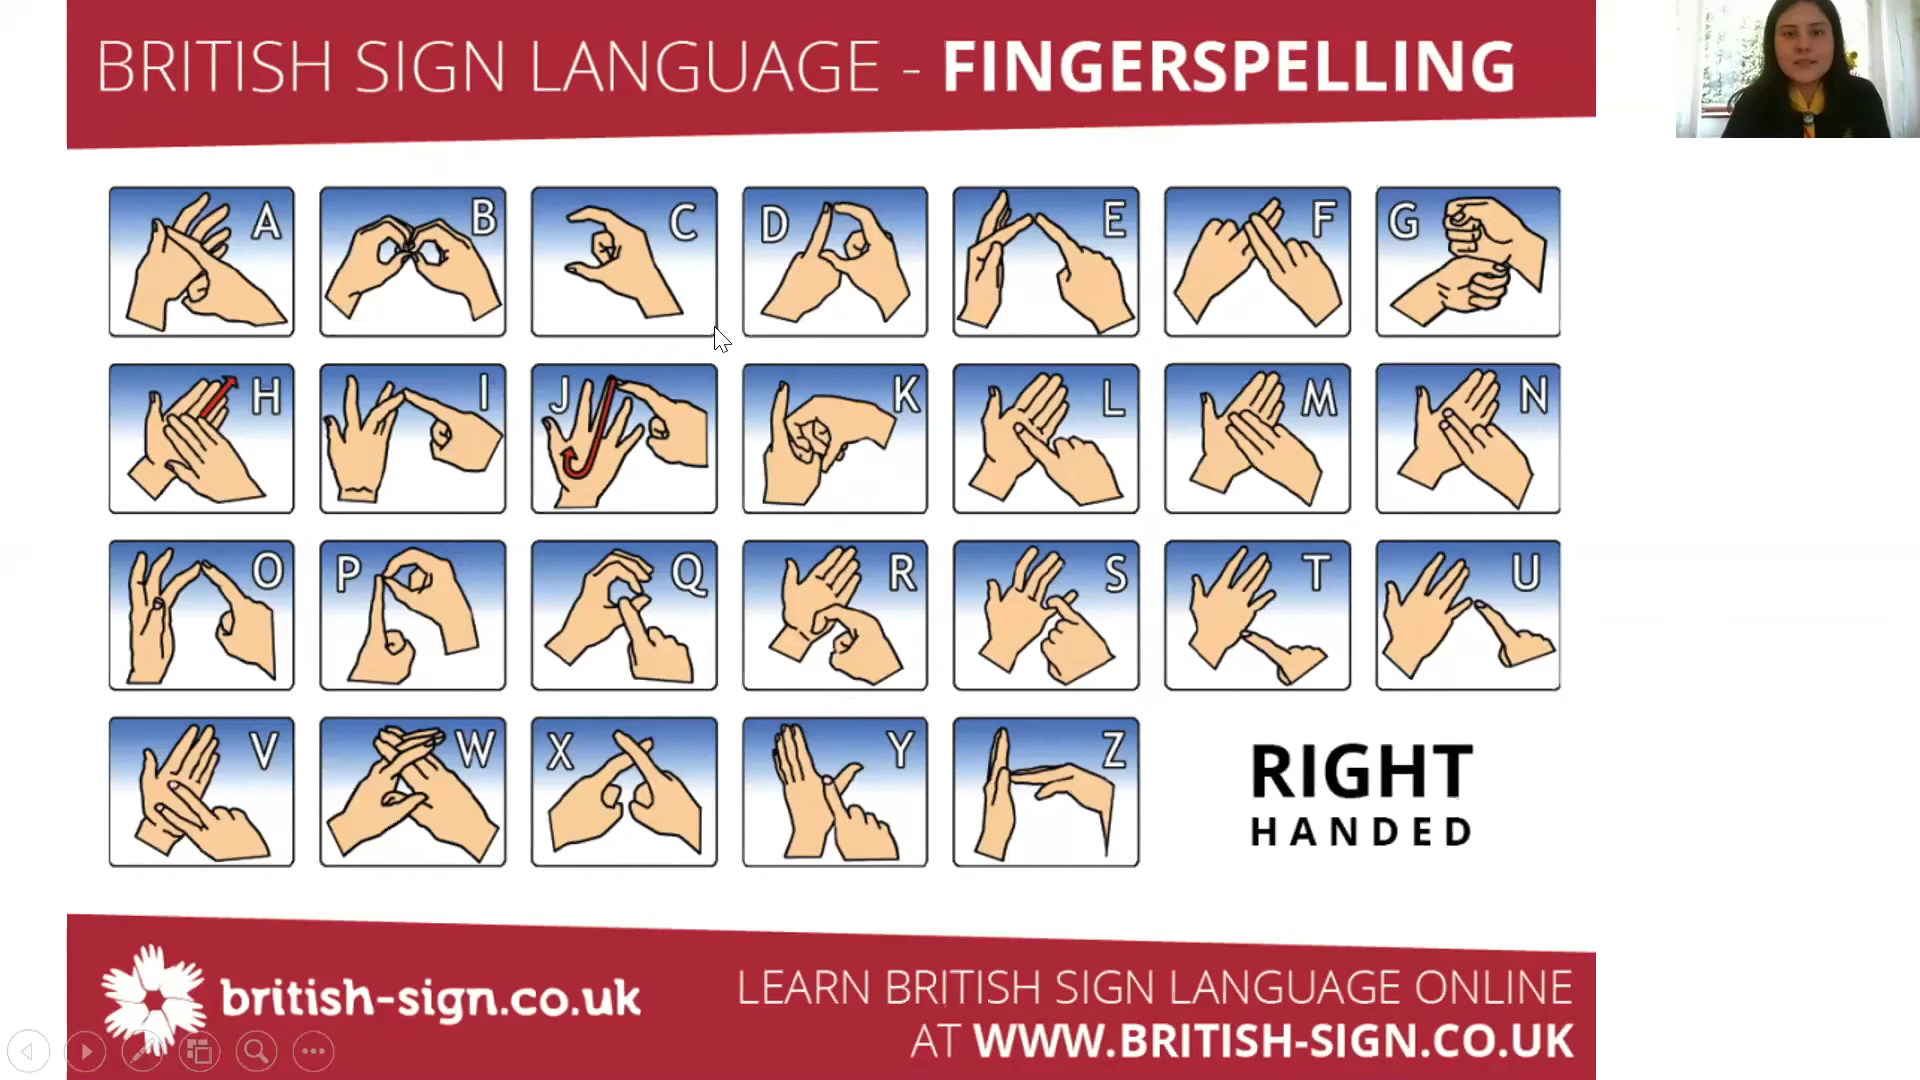 BRITISH SIGN LANGUAGE - FINGERSPELLING
A B C D E F G
H I J K L M N
O P Q R S T U
V W X Y Z
RIGHT
HANDED
british-sign.co.uk
LEARN BRITISH SIGN LANGUAGE ONLINE
AT WWW.BRITISH-SIGN.CO.UK